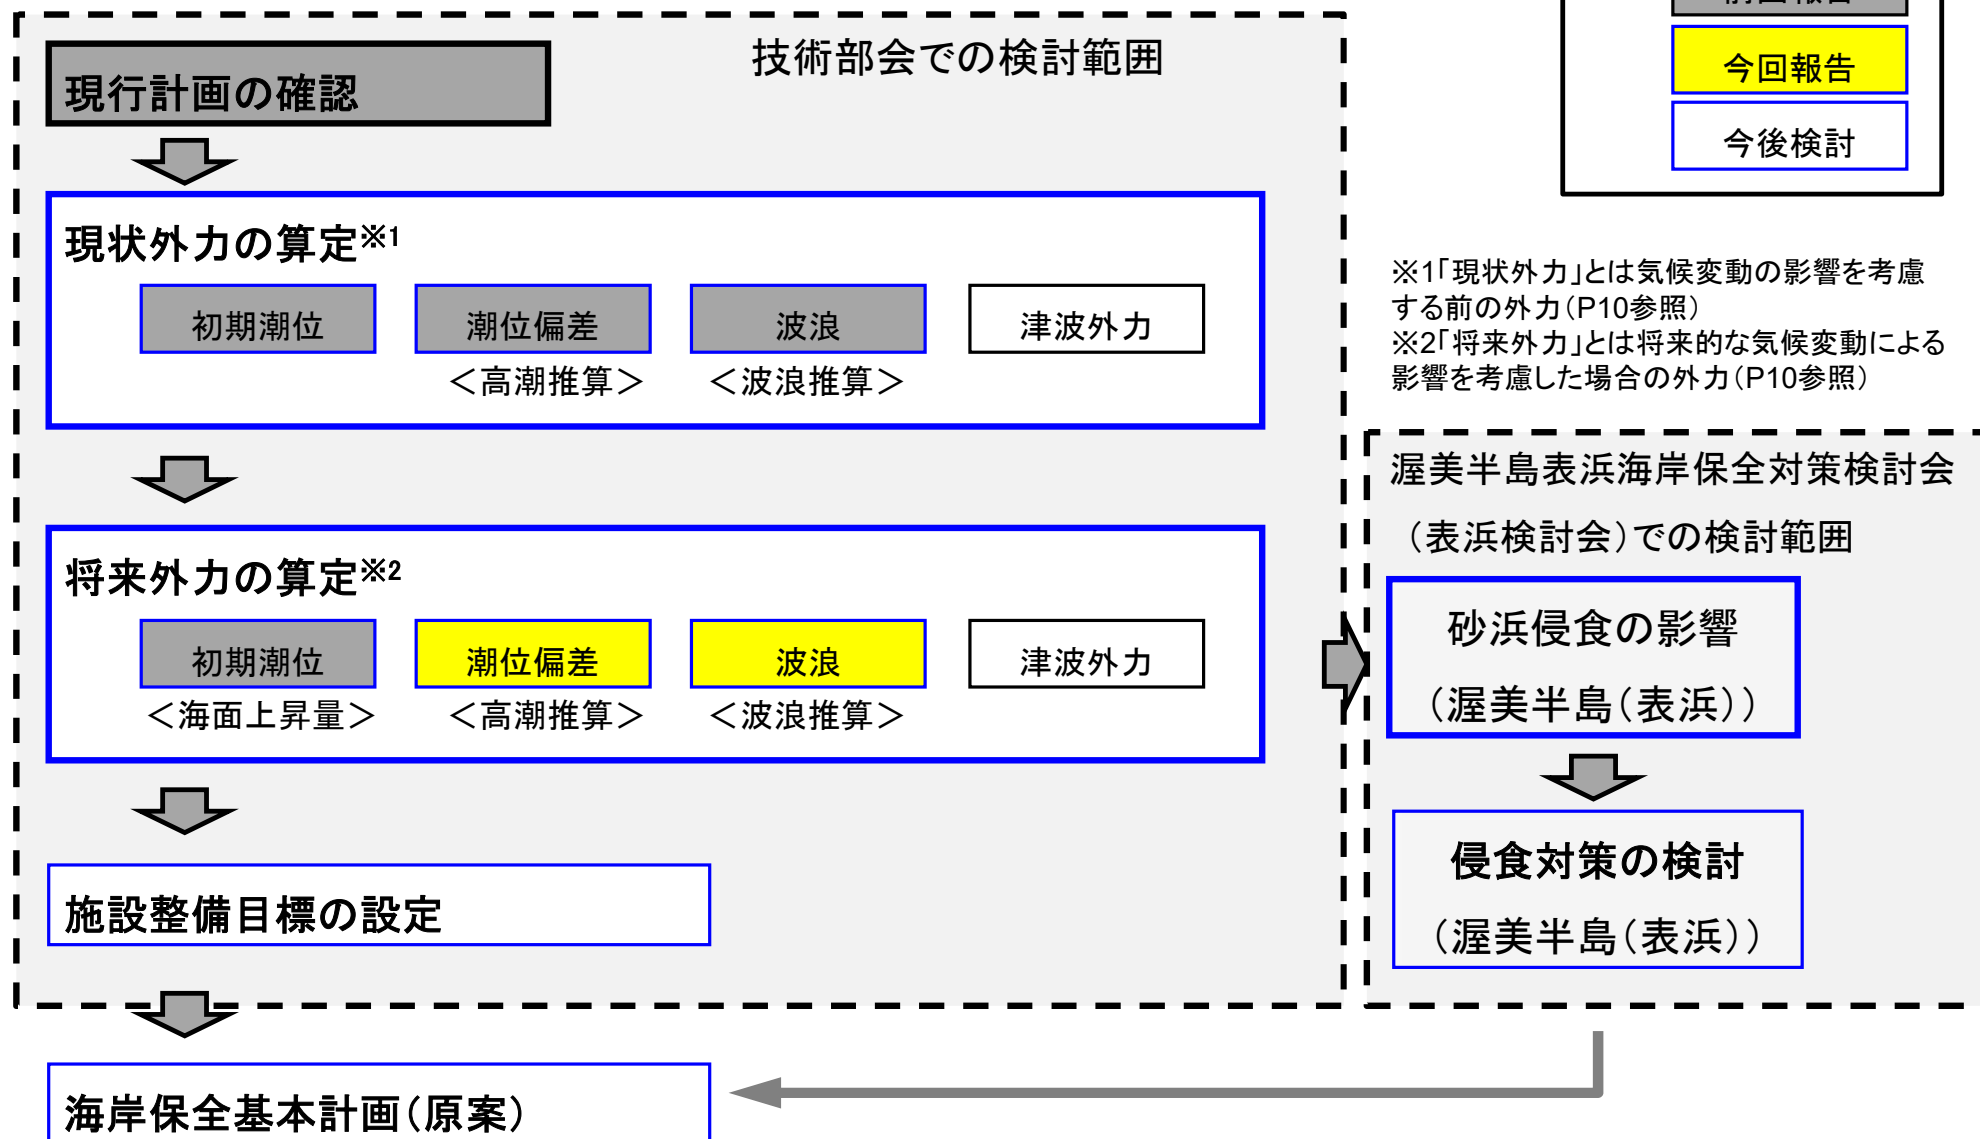 技術部会での検討範囲
現行計画の確認
現状外力の算定※1
初期潮位
潮位偏差
波浪
津波外力
＜高潮推算＞
＜波浪推算＞
将来外力の算定※2
初期潮位
潮位偏差
波浪
津波外力
＜海面上昇量＞
＜高潮推算＞
＜波浪推算＞
施設整備目標の設定
海岸保全基本計画（原案）
今回報告
今後検討
※1「現状外力」とは気候変動の影響を考慮
する前の外力（P10参照）
※2「将来外力」とは将来的な気候変動による
影響を考慮した場合の外力（P10参照）
渥美半島表浜海岸保全対策検討会
（表浜検討会）での検討範囲
砂浜侵食の影響
（渥美半島（表浜））
侵食対策の検討
（渥美半島（表浜））